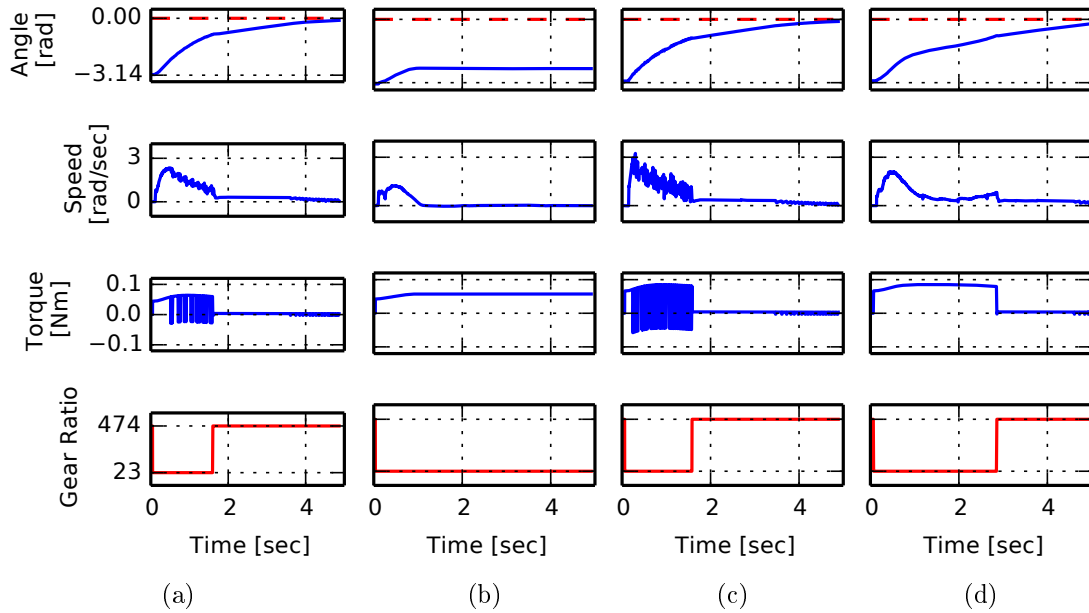 Angle
[rad]
0.00
−3.14
Speed
[rad/sec]
3
0
Torque
[Nm]
0.1
0.0
−0.1
Gear Ratio
474
23
0 2 4 0 2 4 0 2 4 0 2 4
Time [sec] Time [sec] Time [sec] Time [sec]
(a) (b) (c) (d)